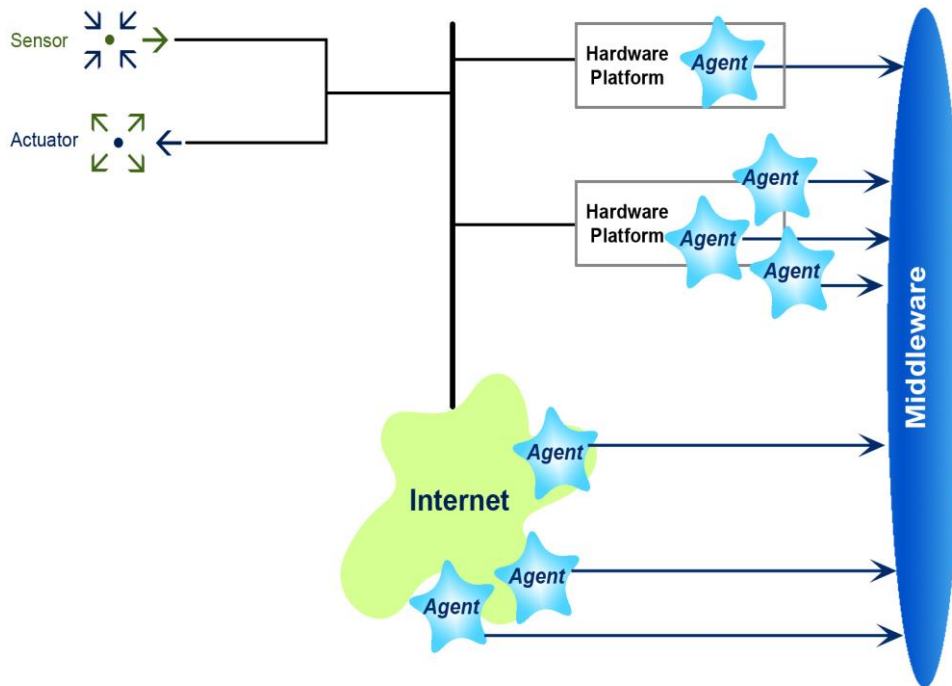 Sensor
Actuator
Hardware
Platform
Agent
Hardware
Platform
Agent
Agent
Agent
Internet
Agent
Agent
Agent
Middleware